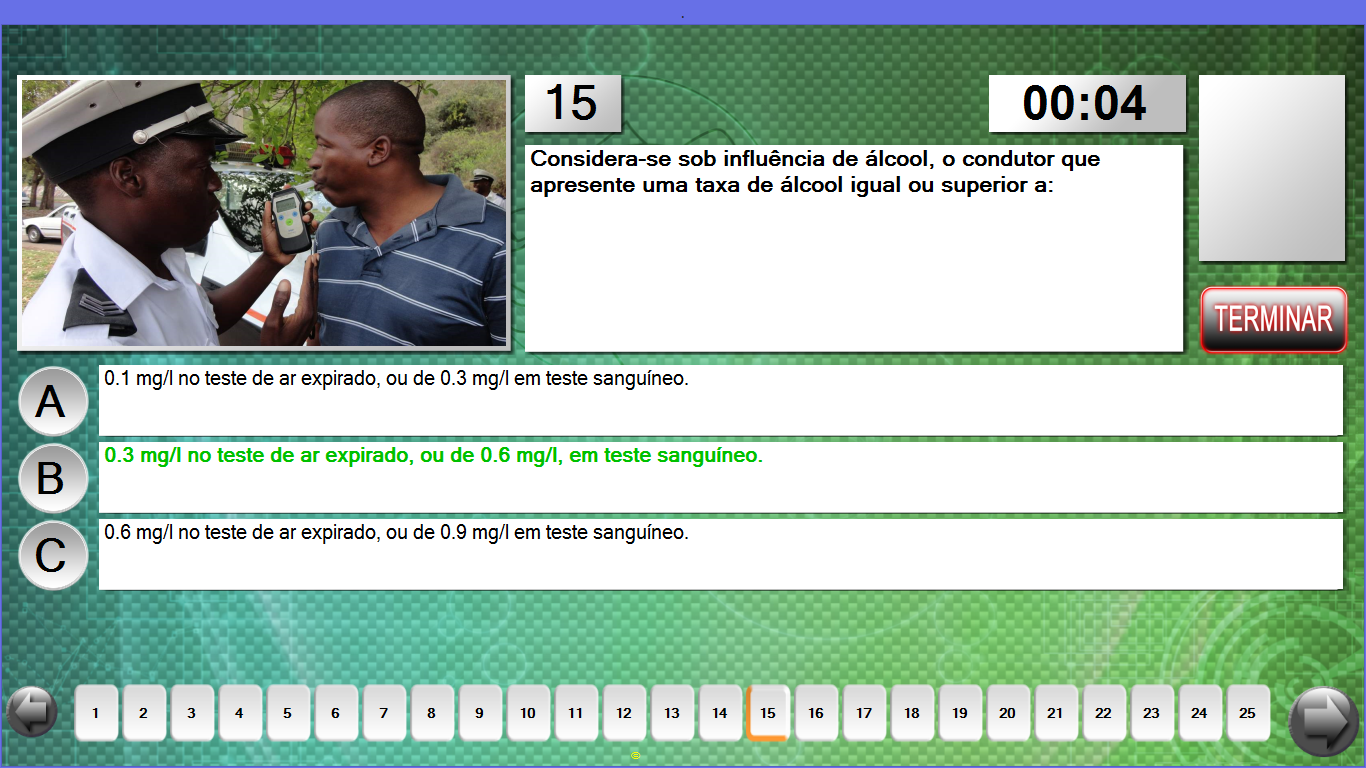 15
00:04
Considera-se sob influência de álcool, o condutor que
apresente uma taxa de álcool igual ou superior a:
TERMINAR
A
0.1 mg/l no teste de ar expirado, ou de 0.3 mg/l em teste sanguíneo.
B
0.3 mg/l no teste de ar expirado, ou de 0.6 mg/l, em teste sanguíneo.
C
0.6 mg/l no teste de ar expirado, ou de 0.9 mg/l em teste sanguíneo.
1 2 3 4 5 6 7 8 9 10 11 12 13 14 15 16 17 18 19 20 21 22 23 24 25